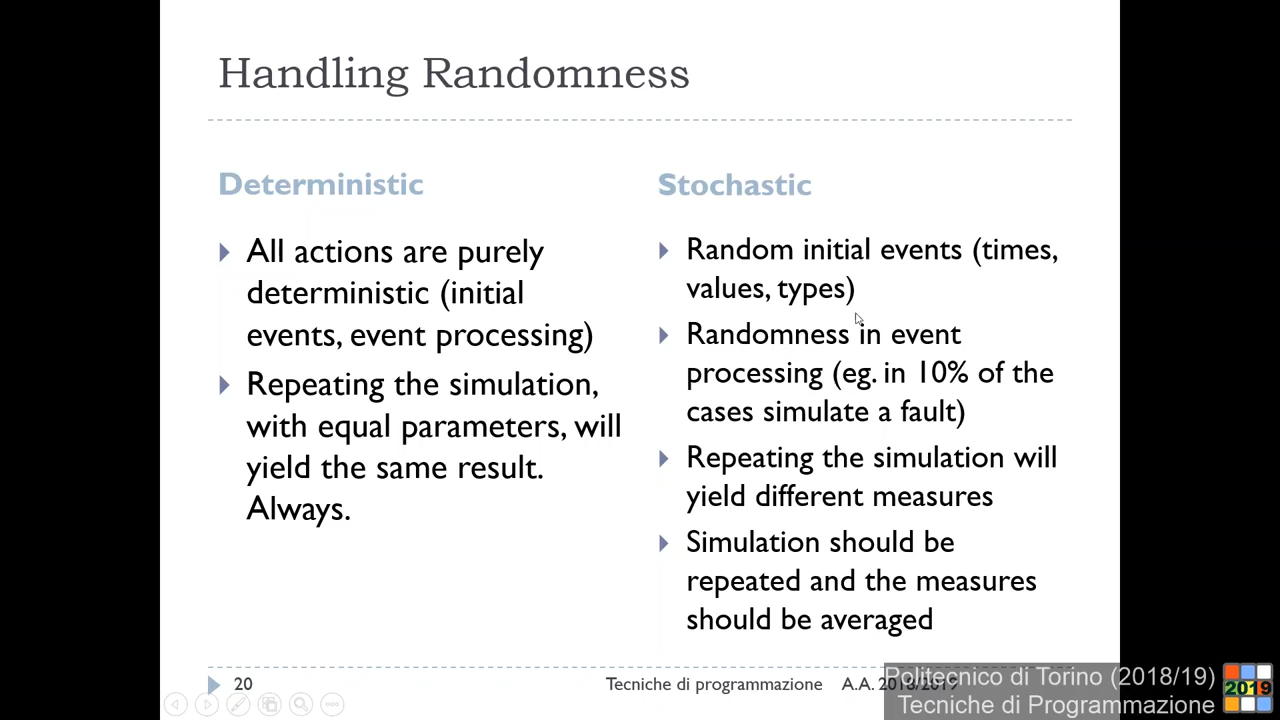 Handling Randomness
Deterministic
All actions are purely
deterministic (initial
events, event processing)
Repeating the simulation,
with equal parameters, will
yield the same result.
Always.
Stochastic
Random initial events (times,
values, types)
Randomness in event
processing (eg. in 10% of the
cases simulate a fault)
Repeating the simulation will
yield different measures
Simulation should be
repeated and the measures
should be averaged
20
Tecniche di programmazione A.A. 2018/2019
Politecnico di Torino (2018/19)
Tecniche di Programmazione
2019